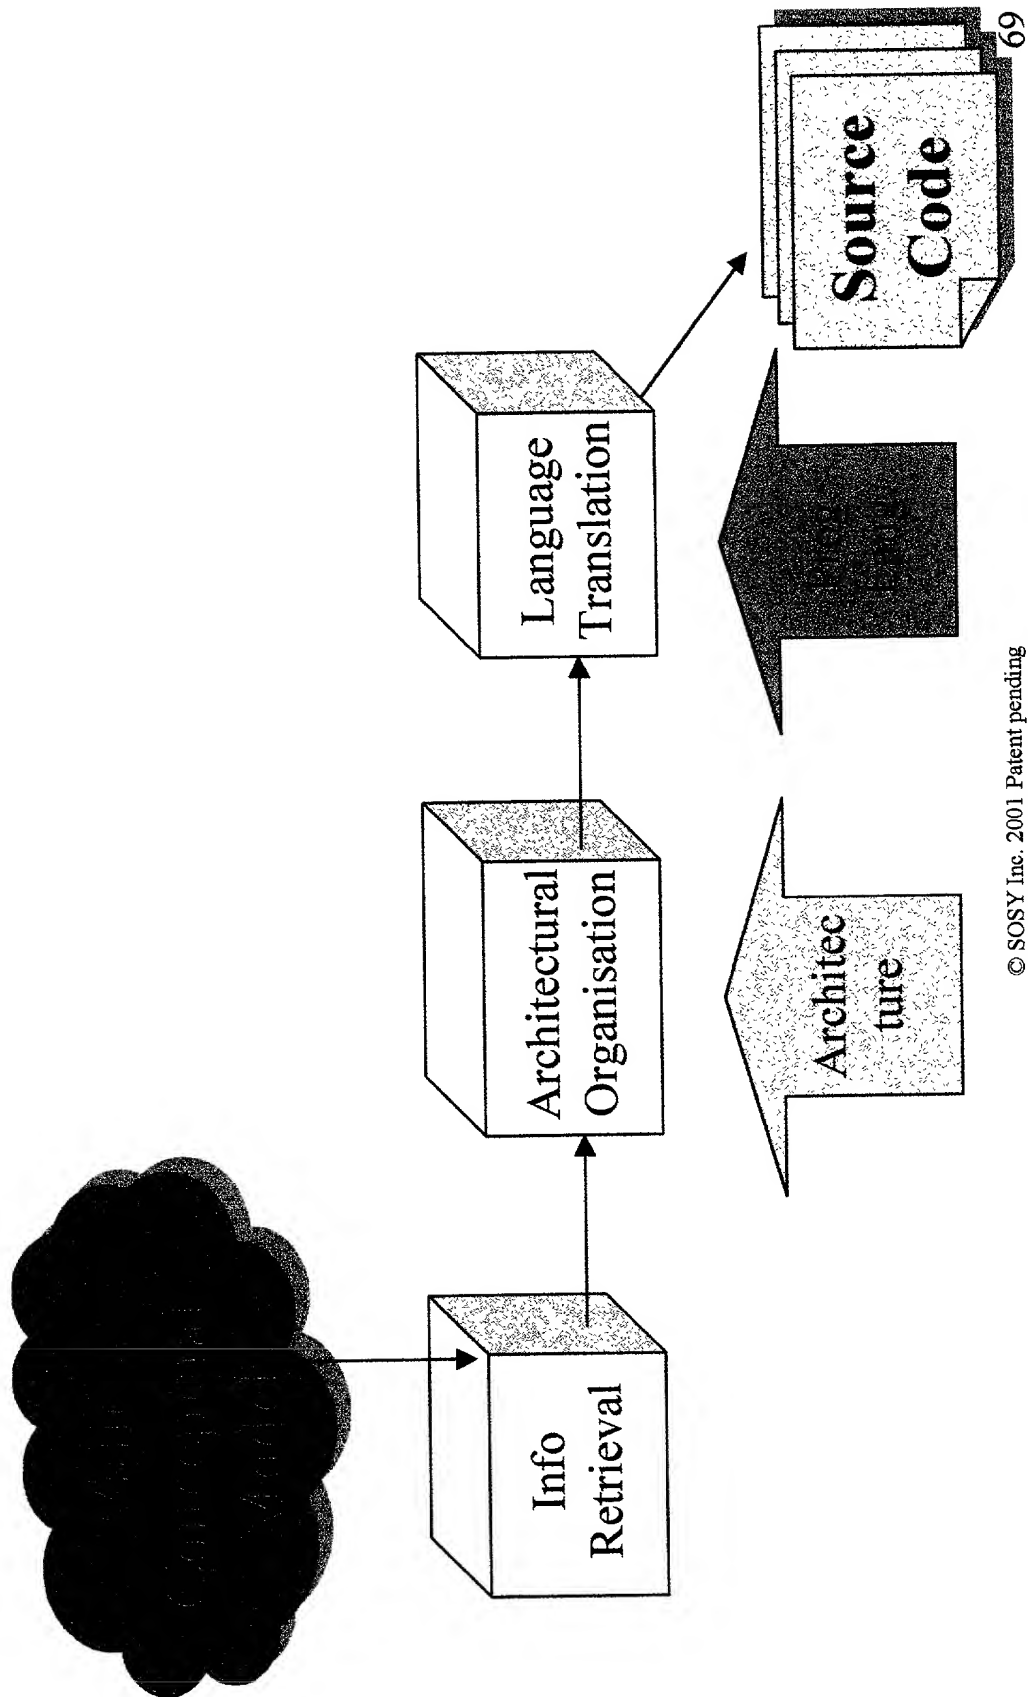 Info
Retrieval
Architectural
Organisation
Language
Translation
Source
Code
Architec
ture
© SOSY Inc. 2001 Patent pending
69